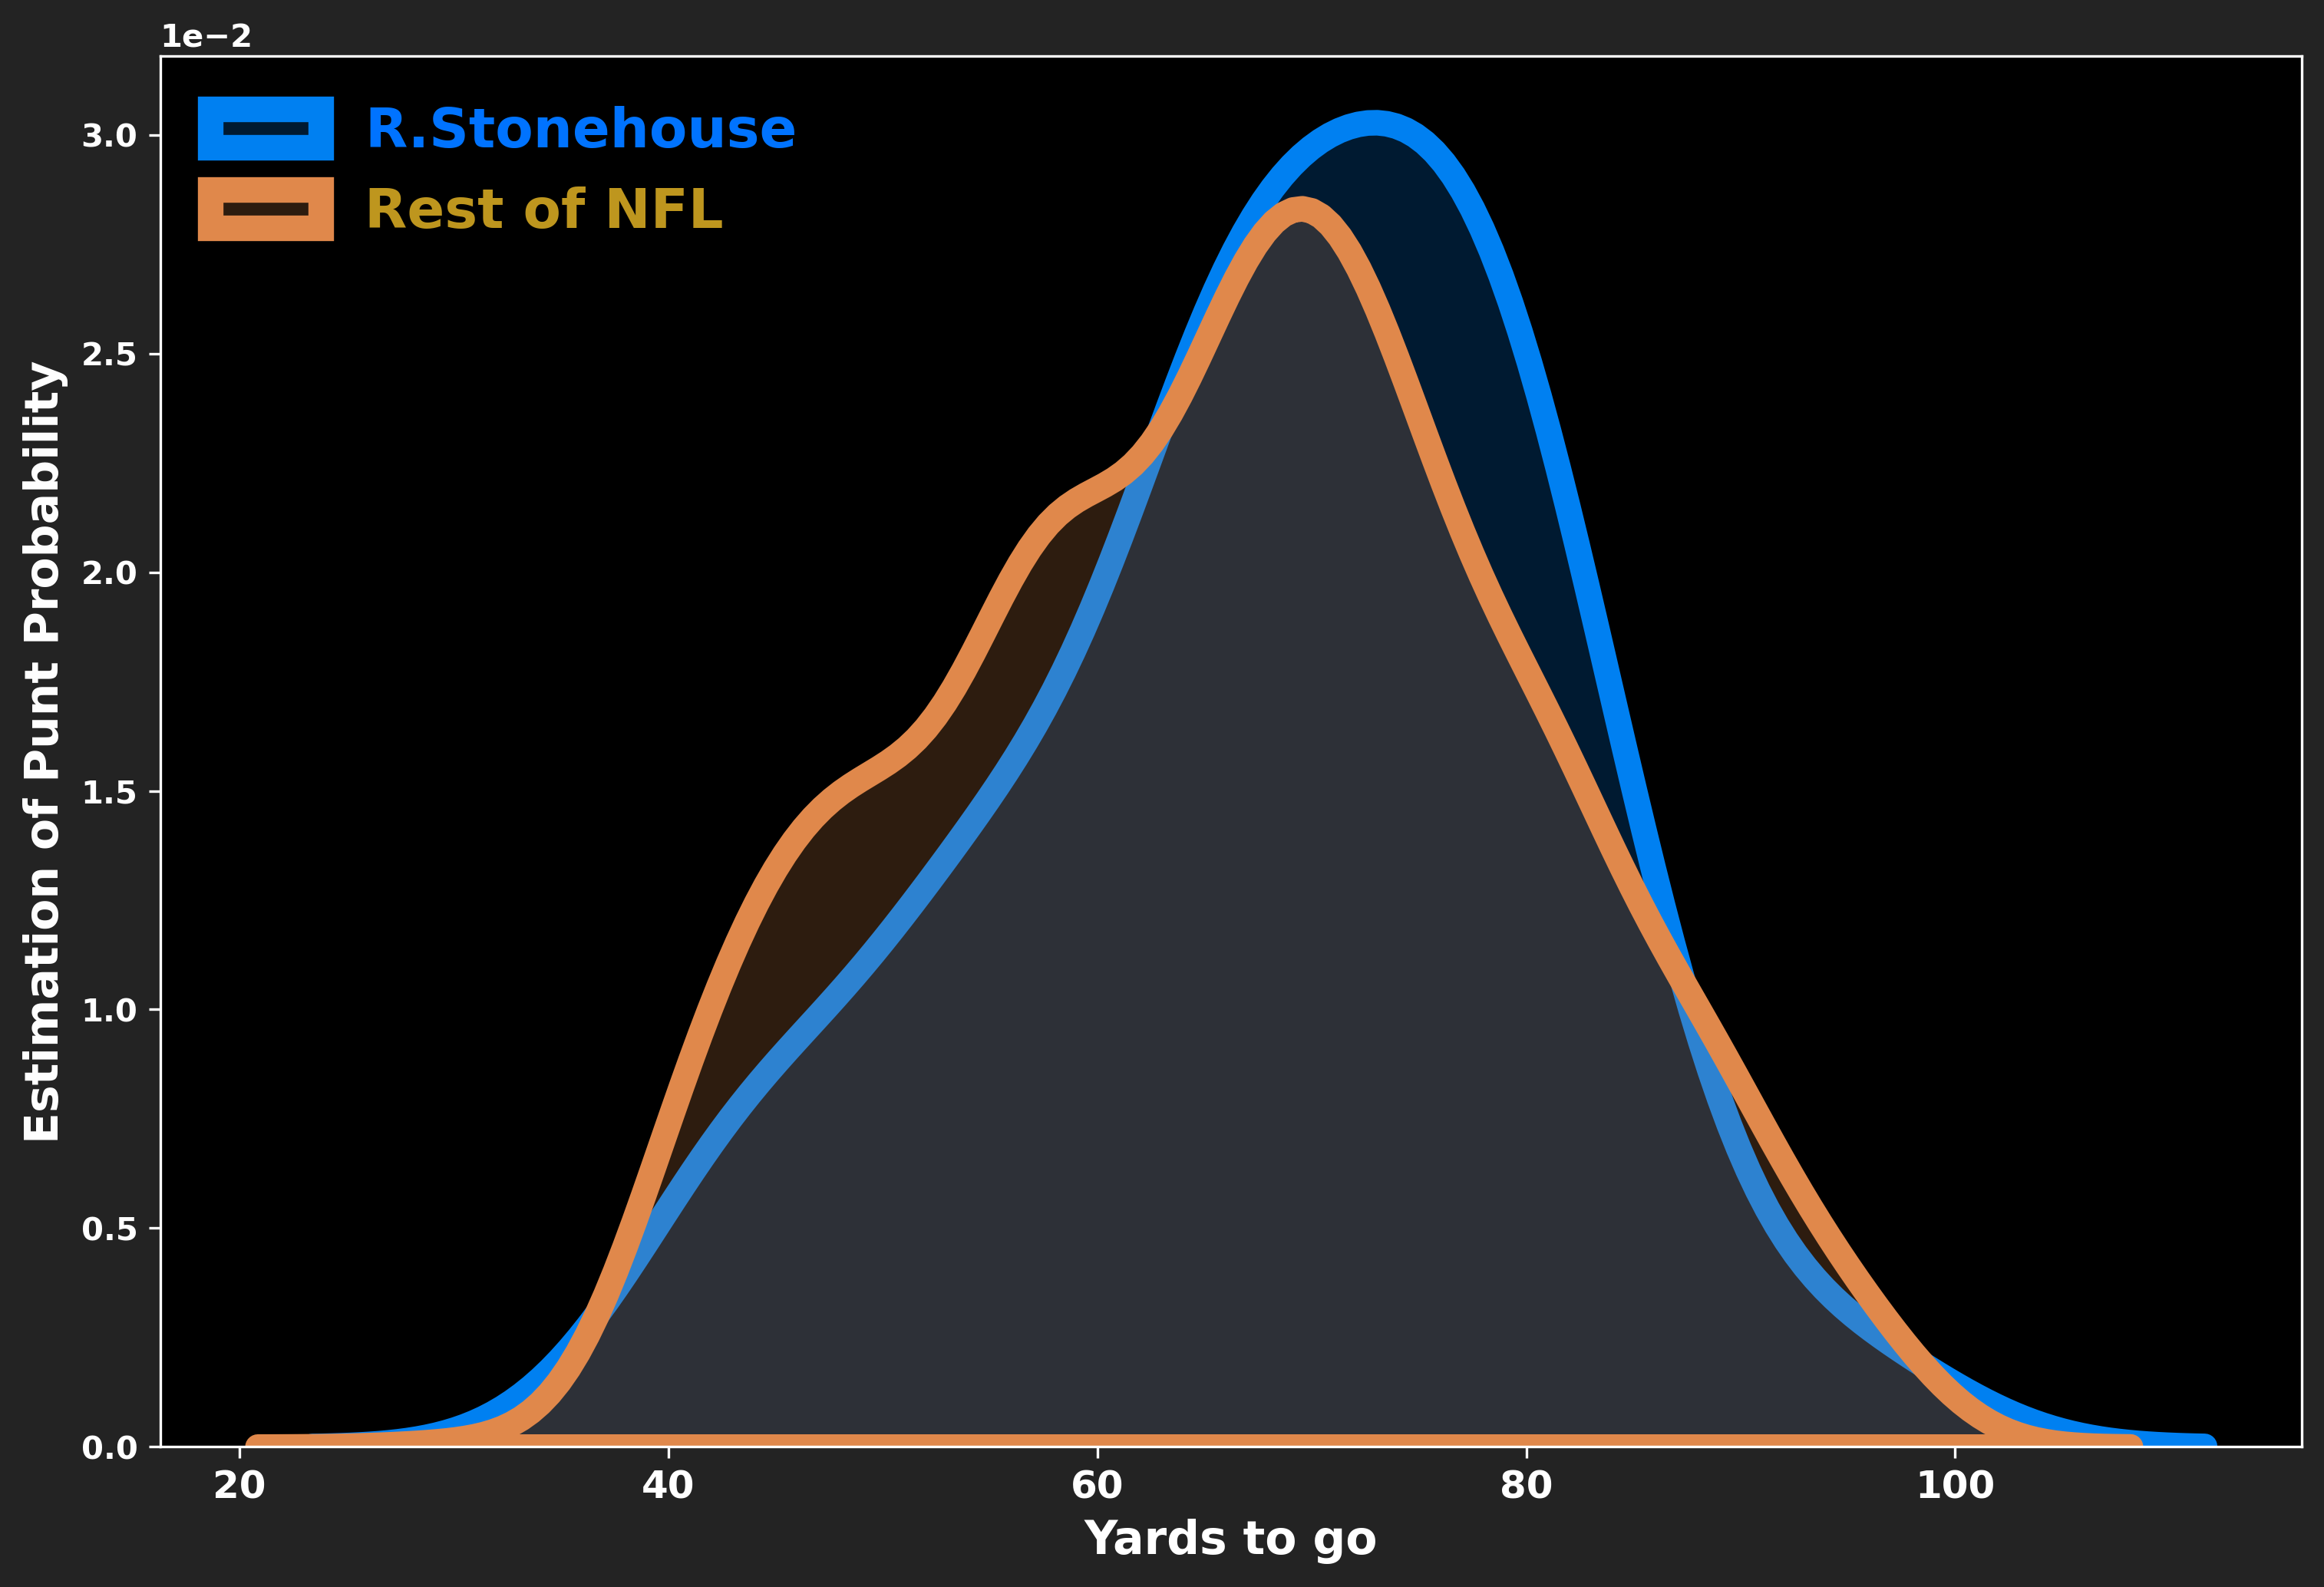 1e−2
R.Stonehouse
Rest of NFL
Estimation of Punt Probability
3.0
2.5
2.0
1.5
1.0
0.5
0.0
20 40 60 80 100
Yards to go